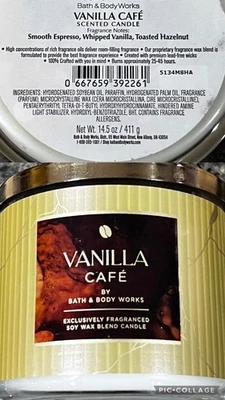 Bath & Body Works
VANILLA CAFÉ
SCENTED CANDLE
Fragrance Notes:
Smooth Espresso, Whipped Vanilla, Toasted Hazelnut
• High concentrations of rich fragrance oils deliver room-filling fragrance • Our proprietary fragrance wax blend is
formulated to provide the best fragrance experience • Created with premium lead-free wicks
• 100% Crafted with you in mind • Burns approximately 25-45 hours.
5134M8HA
0 667659 392261
INGREDIENTS: HYDROGENATED SOYBEAN OIL, PARAFFIN, HYDROGENATED PALM OIL, FRAGRANCE
(PARFUM), MICROCRYSTALLINE WAX (CERA MICROCRISTALLINA, CIRE MICROCRISTALLINE),
PENTAERYTHRITYL TETRA-DI-T-BUTYL HYDROXYHYDROCINNAMATE, HINDERED AMINE
LIGHT STABILIZER, BHT. CONTAINS FRAGRANCE
ALLERGENS.
Net Wt. 14.5 oz / 411 g
New Albany, OH 43054
VANILLA
CAFÉ
BY
BATH & BODY WORKS
EXCLUSIVELY FRAGRANCED
SOY WAX BLEND CANDLE
PIC•COLLAGE